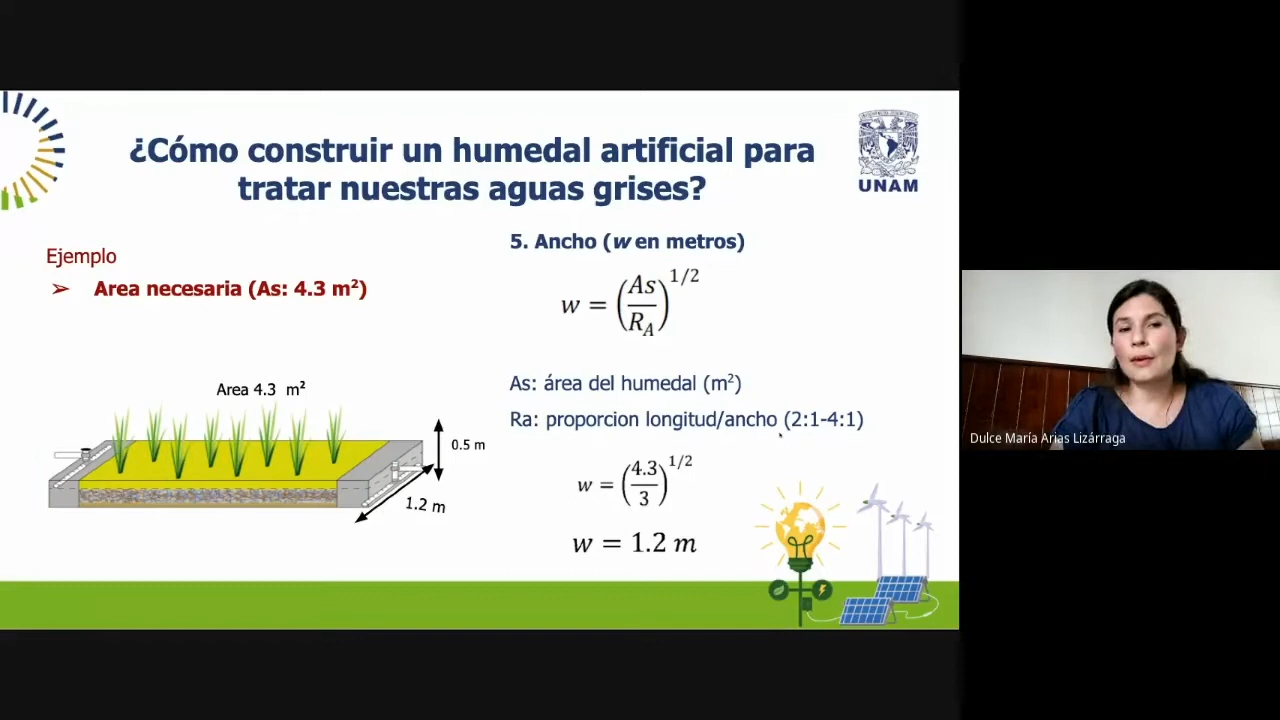 ¿Cómo construir un humedal artificial para
tratar nuestras aguas grises?
UNAM
Ejemplo
➢ Area necesaria (As: 4.3 m²)
Area 4.3 m²
0.5 m
1.2 m
5. Ancho (w en metros)
w = (As/R_A)^1/2
As: área del humedal (m²)
Ra: proporcion longitud/ancho (2:1-4:1)
w = (4.3/3)^1/2
w = 1.2 m
Dulce María Arias Lizárraga